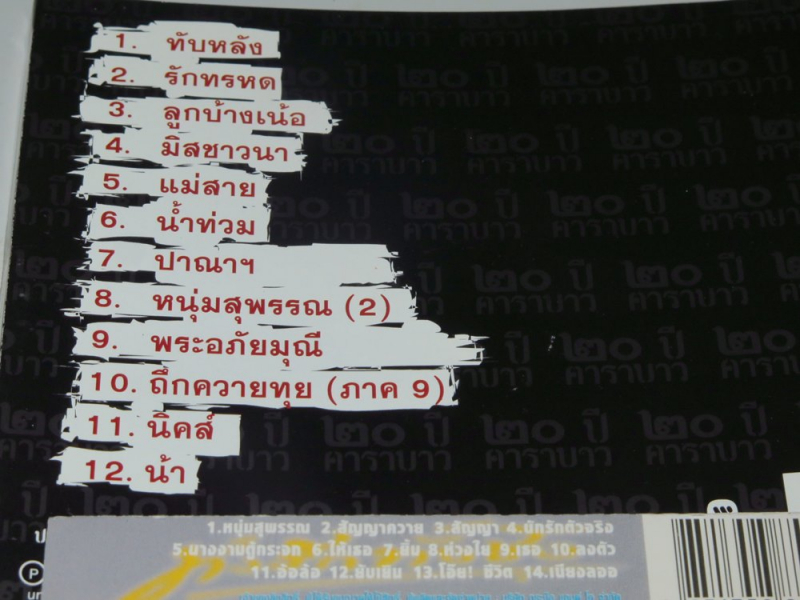 1. ทับหลัง
2. รักทรหด
3. ลูกบ้างเน้อ
4. มิสชาวนา
5. แม่สาย
6. น้ำท่วม
7. ปาณาฯ
8. หนุ่มสุพรรณ (2)
9. พระอภัยมุณี
10. ถึกควายทุย (ภาค 9)
11. นิคส์
12. น้า
๒๐ ปี
คาราบาว
1.หนุ่มสุพรรณ 2.สัญญาควาย 3.สัญญา 4.นักรักตัวจริง
5.นางงามตู้กระจก 6.ให้เธอ 7.ยิ้ม 8.ห่วงใย 9.เธอ 10.ลงตัว
11.อ้อล้อ 12.ยับเยิน 13.โอ๊ย! ชีวิต 14.เนียงลออ